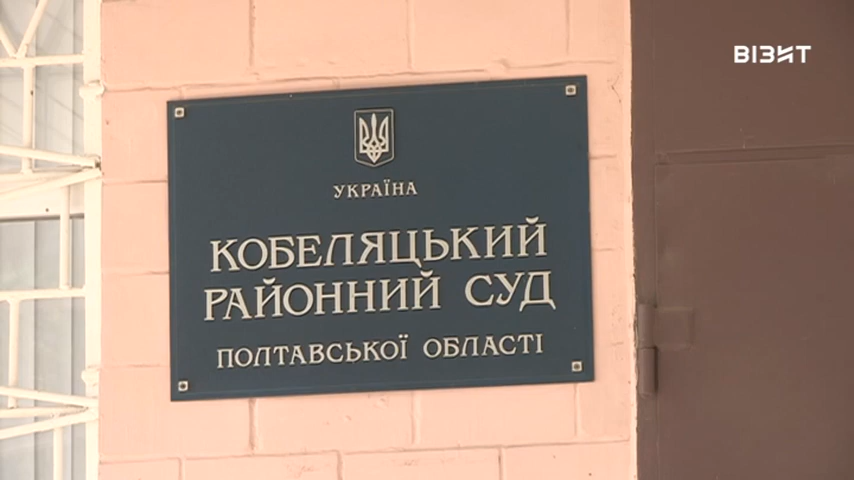 ВІЗИТ
УКРАЇНА
КОБЕЛЯЦЬКИЙ
РАЙОННИЙ СУД
ПОЛТАВСЬКОЇ ОБЛАСТІ